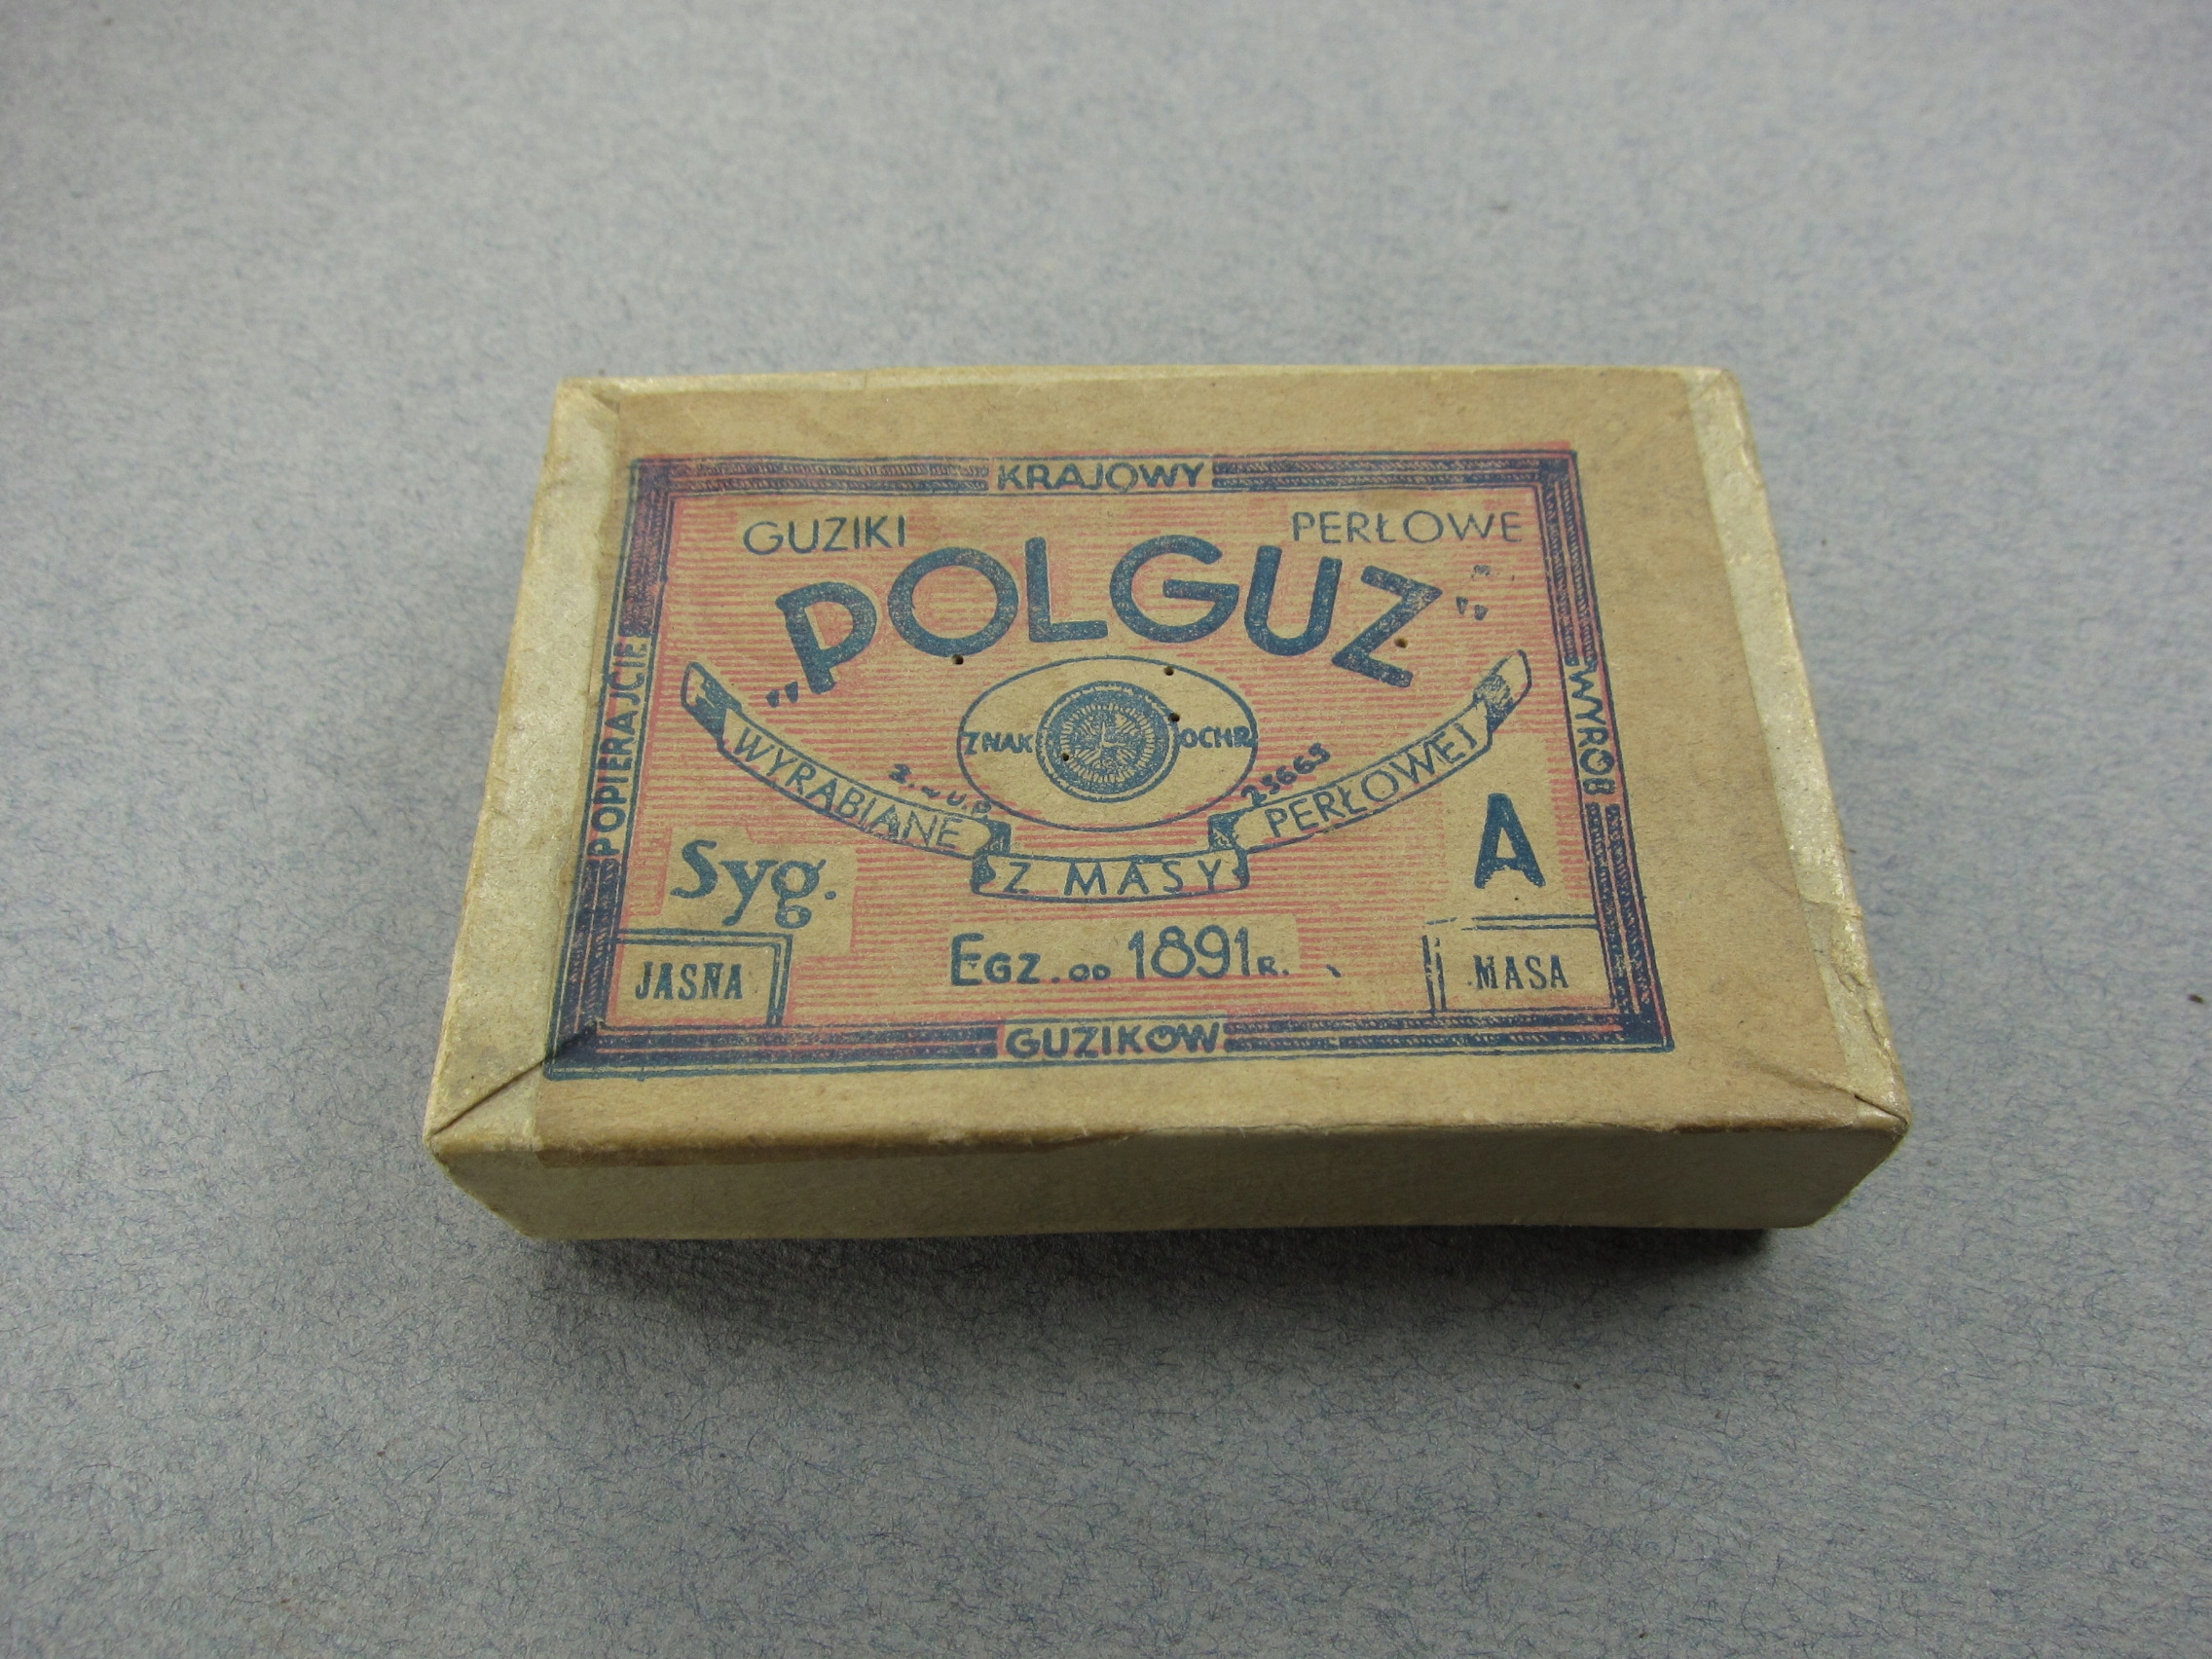 POPIERAJCIE
KRAJOWY
WYRÓB
GUZIKÓW
GUZIKI PERŁOWE
„POLGUZ”
ZNAK OCHR
25665
WYRABIANE Z MASY PERŁOWEJ
Syg. A
EGZ. OD 1891 R.
JASNA MASA